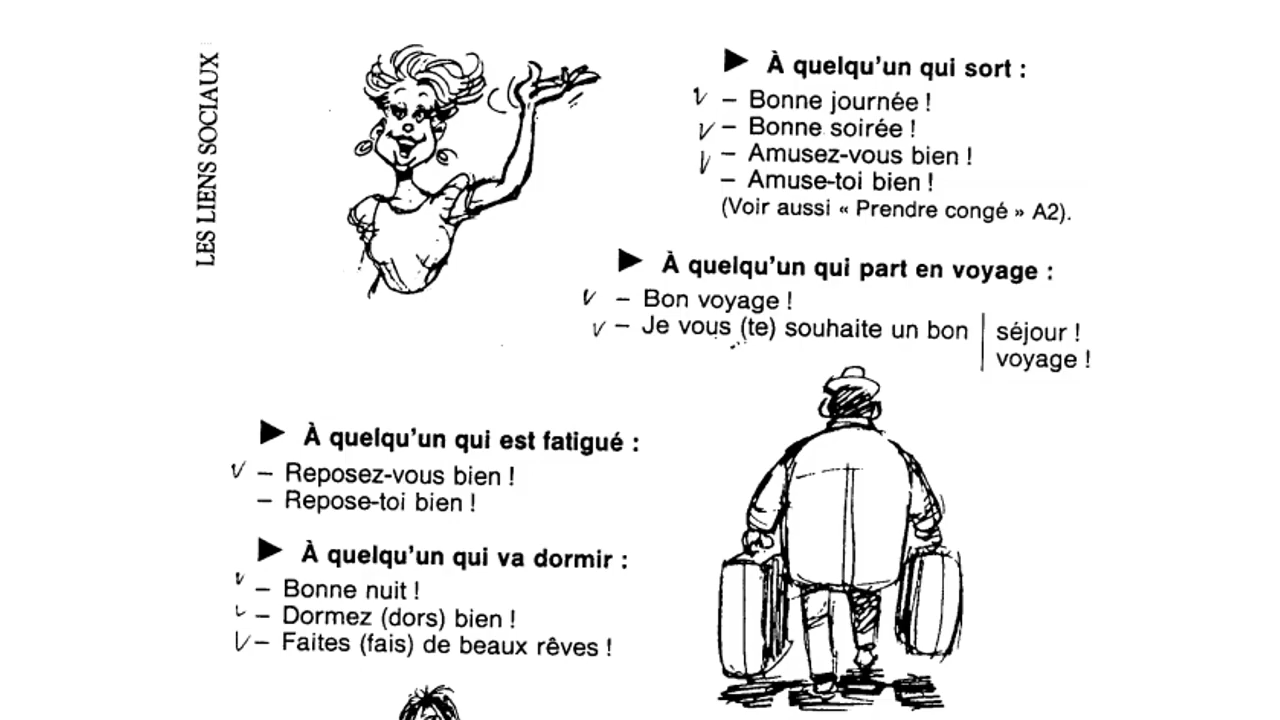 LES LIENS SOCIAUX
► À quelqu'un qui sort :
– Bonne journée !
– Bonne soirée !
– Amusez-vous bien !
– Amuse-toi bien !
(Voir aussi « Prendre congé » A2).
► À quelqu'un qui part en voyage :
– Bon voyage !
– Je vous (te) souhaite un bon | séjour !
voyage !
► À quelqu'un qui est fatigué :
– Reposez-vous bien !
– Repose-toi bien !
► À quelqu'un qui va dormir :
– Bonne nuit !
– Dormez (dors) bien !
– Faites (fais) de beaux rêves !